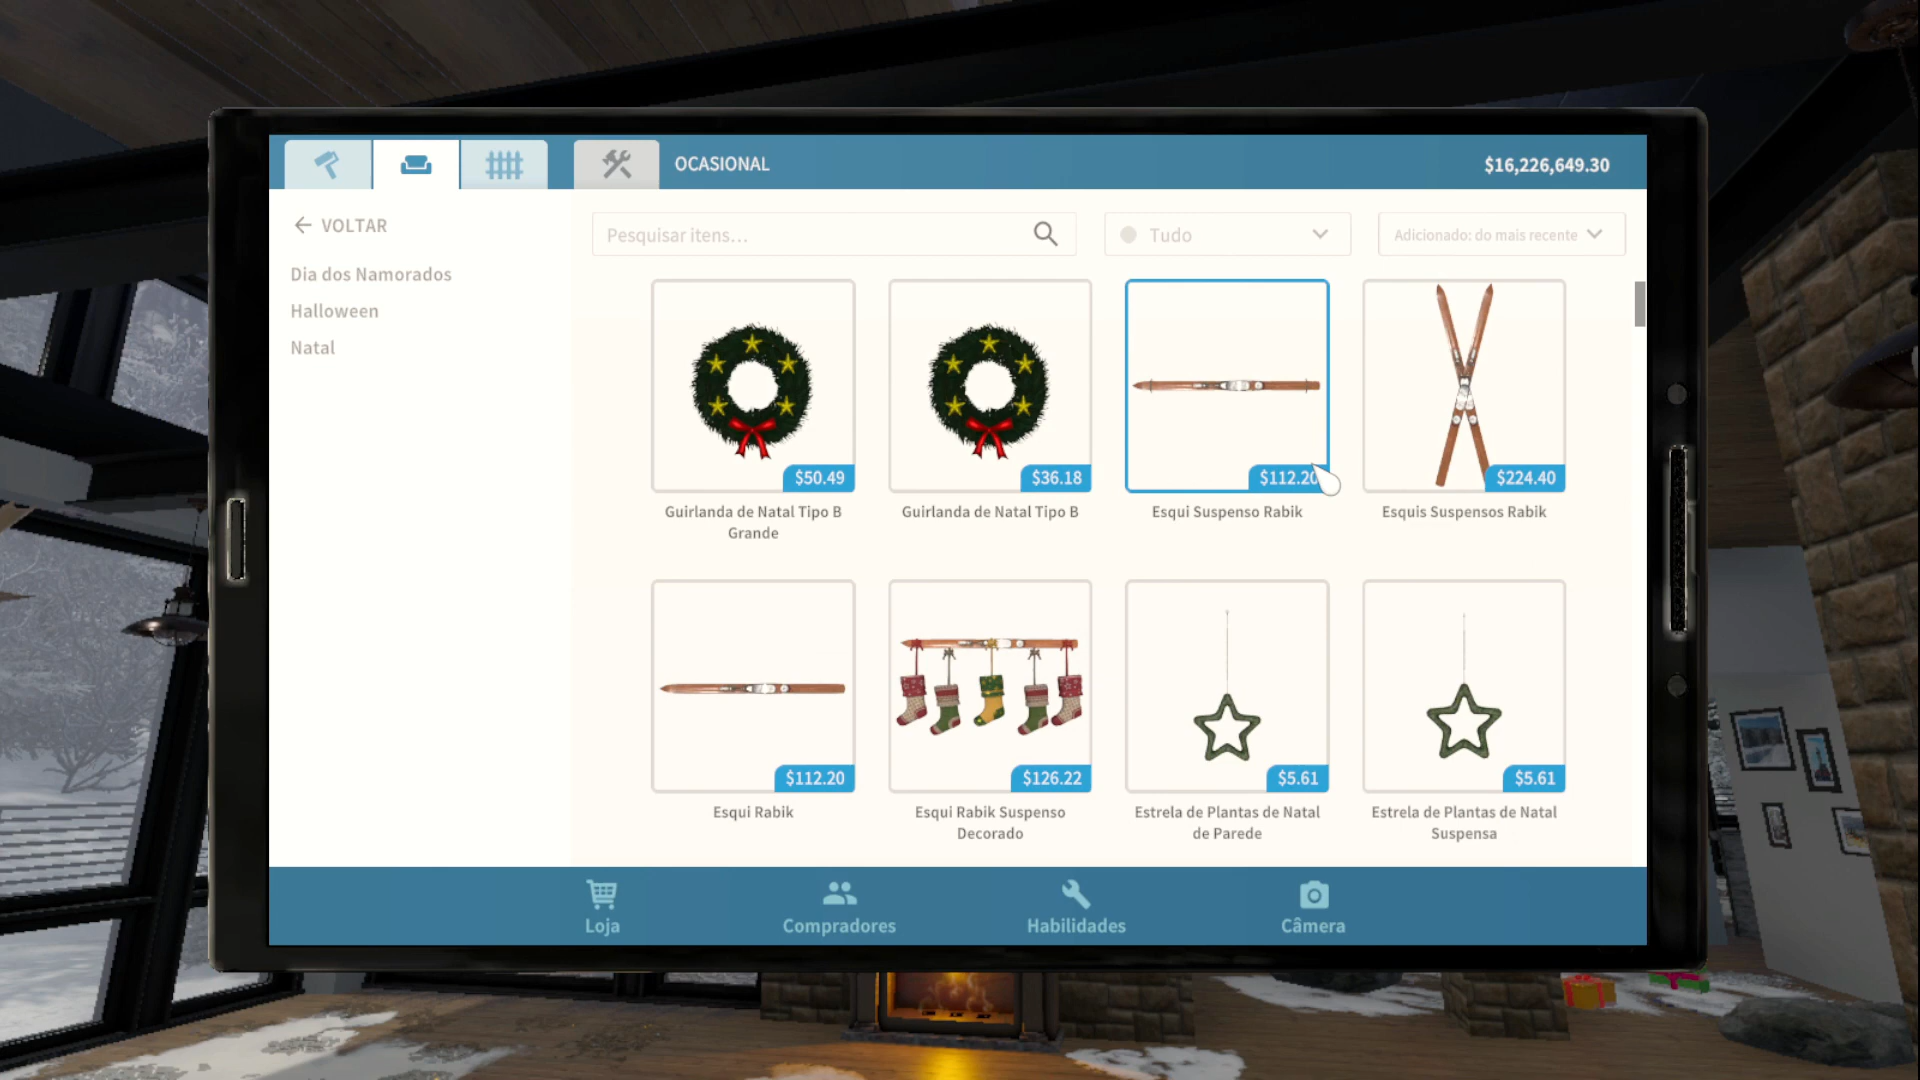 OCASIONAL
$16,226,649.30
VOLTAR
Dia dos Namorados
Halloween
Natal
Pesquisar itens...
Tudo
Adicionado: do mais recente
$50.49
$36.18
$112.20
$224.40
Guirlanda de Natal Tipo B
Grande
Guirlanda de Natal Tipo B
Esqui Suspenso Rabik
Esquis Suspensos Rabik
$112.20
$126.22
$5.61
$5.61
Esqui Rabik
Esqui Rabik Suspenso
Decorado
Estrela de Plantas de Natal
de Parede
Estrela de Plantas de Natal
Suspensa
Loja
Compradores
Habilidades
Câmera